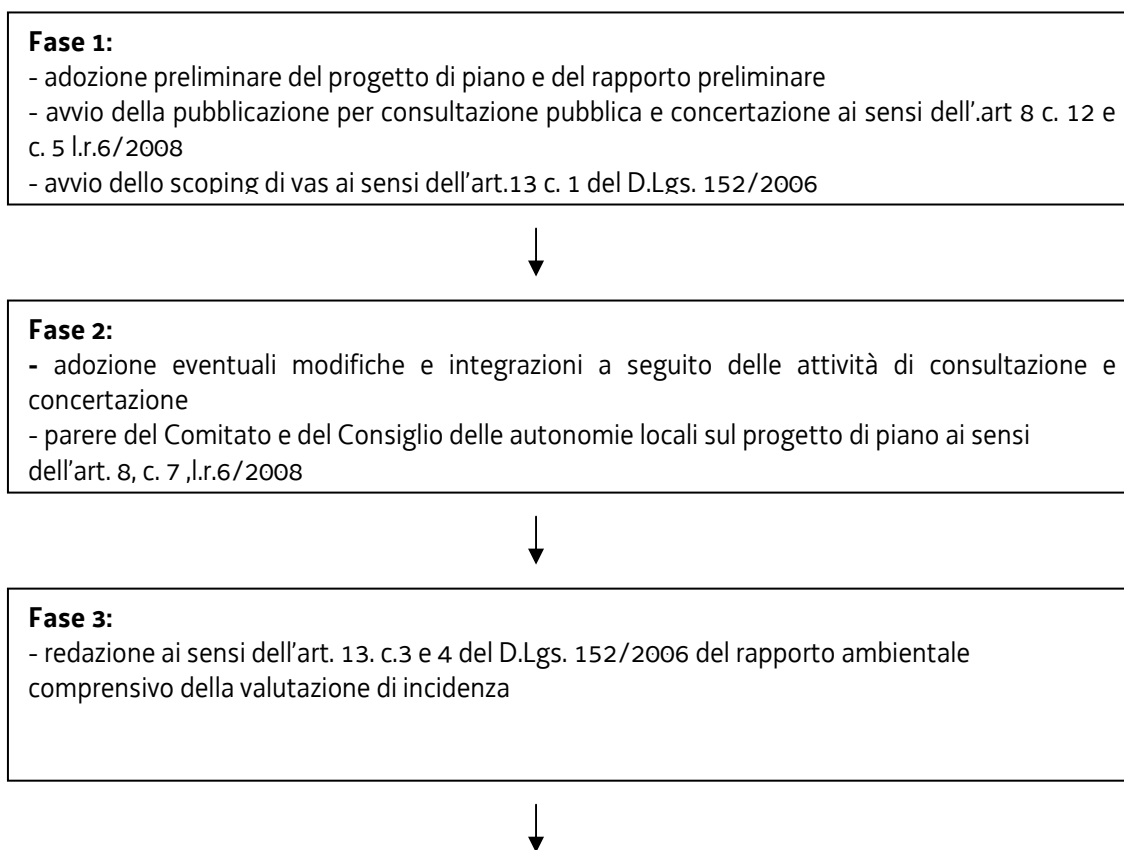 Fase 1:
- adozione preliminare del progetto di piano e del rapporto preliminare
- avvio della pubblicazione per consultazione pubblica e concertazione ai sensi dell'.art 8 c. 12 e
c. 5 l.r.6/2008
- avvio dello scoping di vas ai sensi dell'art.13 c. 1 del D.Lgs. 152/2006
Fase 2:
- adozione eventuali modifiche e integrazioni a seguito delle attività di consultazione e
concertazione
- parere del Comitato e del Consiglio delle autonomie locali sul progetto di piano ai sensi
dell'art. 8, c. 7 ,l.r.6/2008
Fase 3:
- redazione ai sensi dell'art. 13. c.3 e 4 del D.Lgs. 152/2006 del rapporto ambientale
comprensivo della valutazione di incidenza